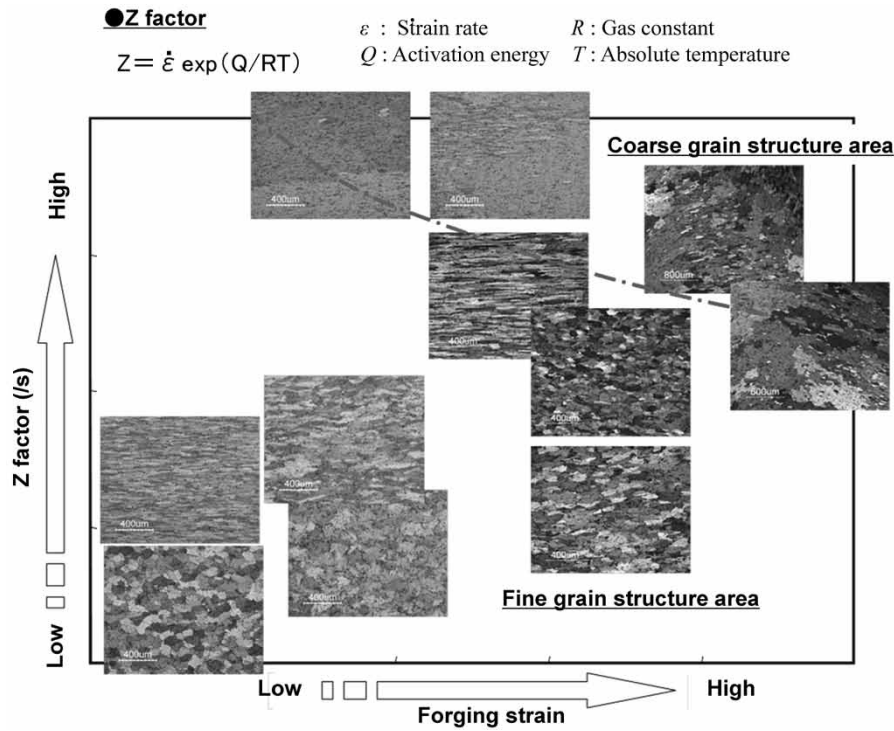 ●Z factor
Z = ε̇ exp(Q/RT)
ε : Strain rate
R : Gas constant
Q : Activation energy
T : Absolute temperature
High
Z factor (/s)
Low
Coarse grain structure area
400um
400um
800um
400um
600um
400um
400um
400um
400um
400um
400um
Fine grain structure area
Low
High
Forging strain